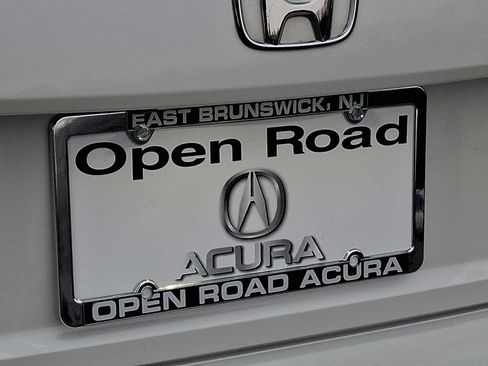 EAST BRUNSWICK, NJ
Open Road
ACURA
OPEN ROAD ACURA